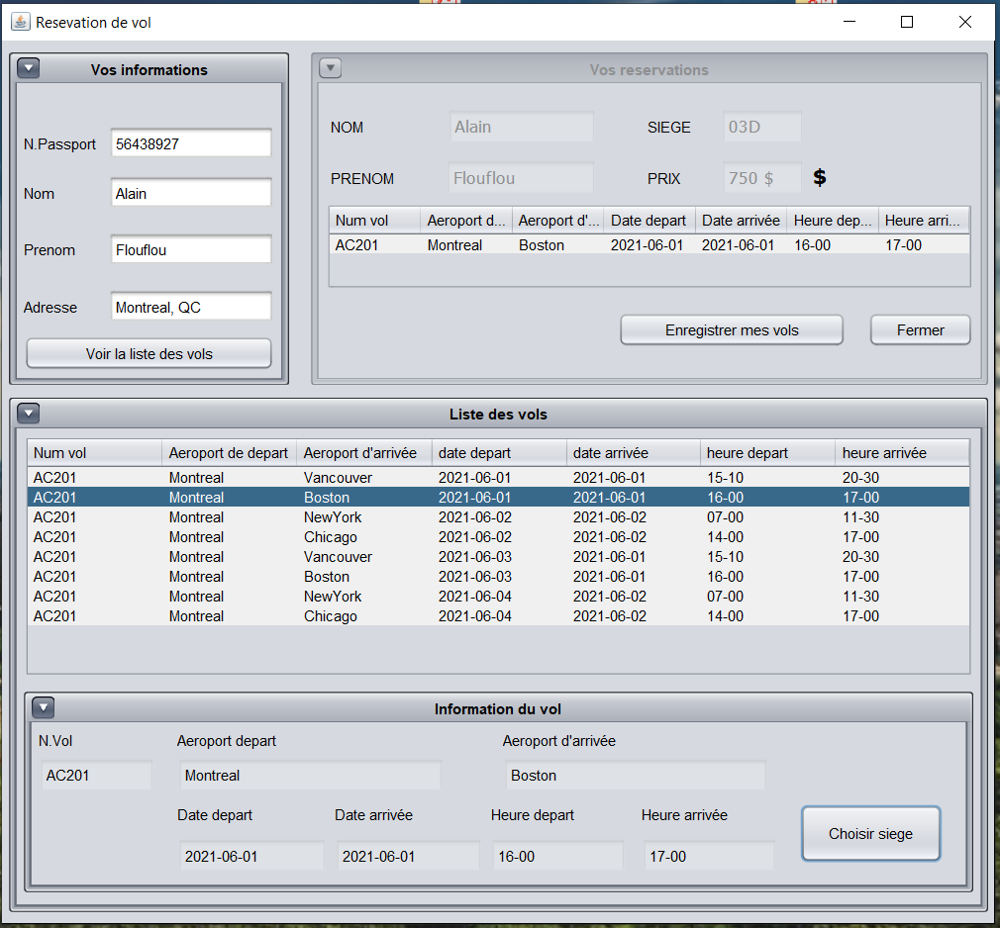 Resevation de vol
Vos informations
N.Passport 56438927
Nom Alain
Prenom Flouflou
Adresse Montreal, QC
Voir la liste des vols
Vos reservations
NOM Alain SIEGE 03D
PRENOM Flouflou PRIX 750 $ $
Num vol Aeroport d... Aeroport d'... Date depart Date arrivée Heure dep... Heure arri...
AC201 Montreal Boston 2021-06-01 2021-06-01 16-00 17-00
Enregistrer mes vols Fermer
Liste des vols
Num vol Aeroport de depart Aeroport d'arrivée date depart date arrivée heure depart heure arrivée
AC201 Montreal Vancouver 2021-06-01 2021-06-01 15-10 20-30
AC201 Montreal Boston 2021-06-01 2021-06-01 16-00 17-00
AC201 Montreal NewYork 2021-06-02 2021-06-02 07-00 11-30
AC201 Montreal Chicago 2021-06-02 2021-06-02 14-00 17-00
AC201 Montreal Vancouver 2021-06-03 2021-06-01 15-10 20-30
AC201 Montreal Boston 2021-06-03 2021-06-01 16-00 17-00
AC201 Montreal NewYork 2021-06-04 2021-06-02 07-00 11-30
AC201 Montreal Chicago 2021-06-04 2021-06-02 14-00 17-00
Information du vol
N.Vol Aeroport depart Aeroport d'arrivée
AC201 Montreal Boston
Date depart Date arrivée Heure depart Heure arrivée
2021-06-01 2021-06-01 16-00 17-00
Choisir siege